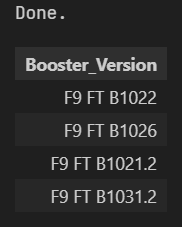 Done.
Booster_Version
F9 FT B1022
F9 FT B1026
F9 FT B1021.2
F9 FT B1031.2